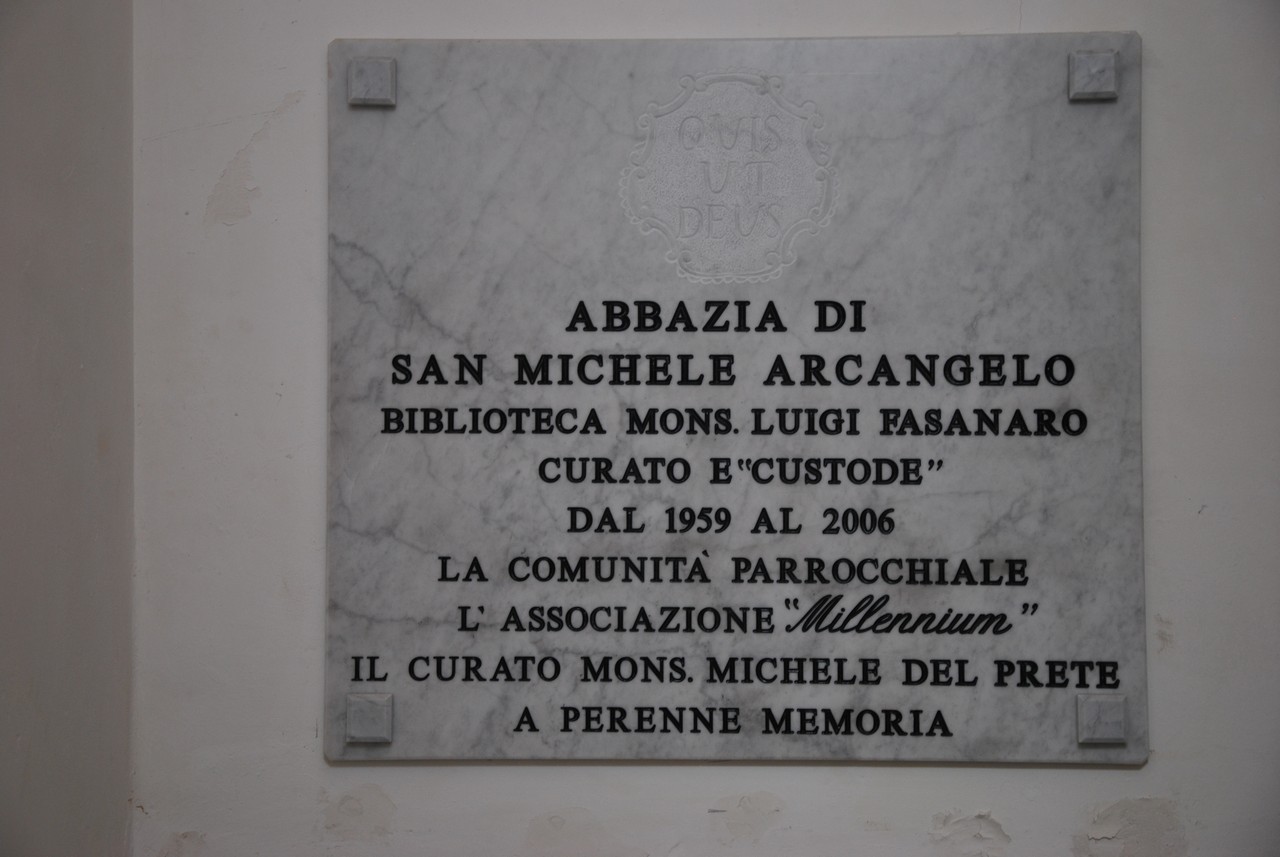 QUIS
UT
DEUS
ABBAZIA DI
SAN MICHELE ARCANGELO
BIBLIOTECA MONS. LUIGI FASANARO
CURATO E "CUSTODE"
DAL 1959 AL 2006
LA COMUNITÀ PARROCCHIALE
L' ASSOCIAZIONE "Millennium"
IL CURATO MONS. MICHELE DEL PRETE
A PERENNE MEMORIA